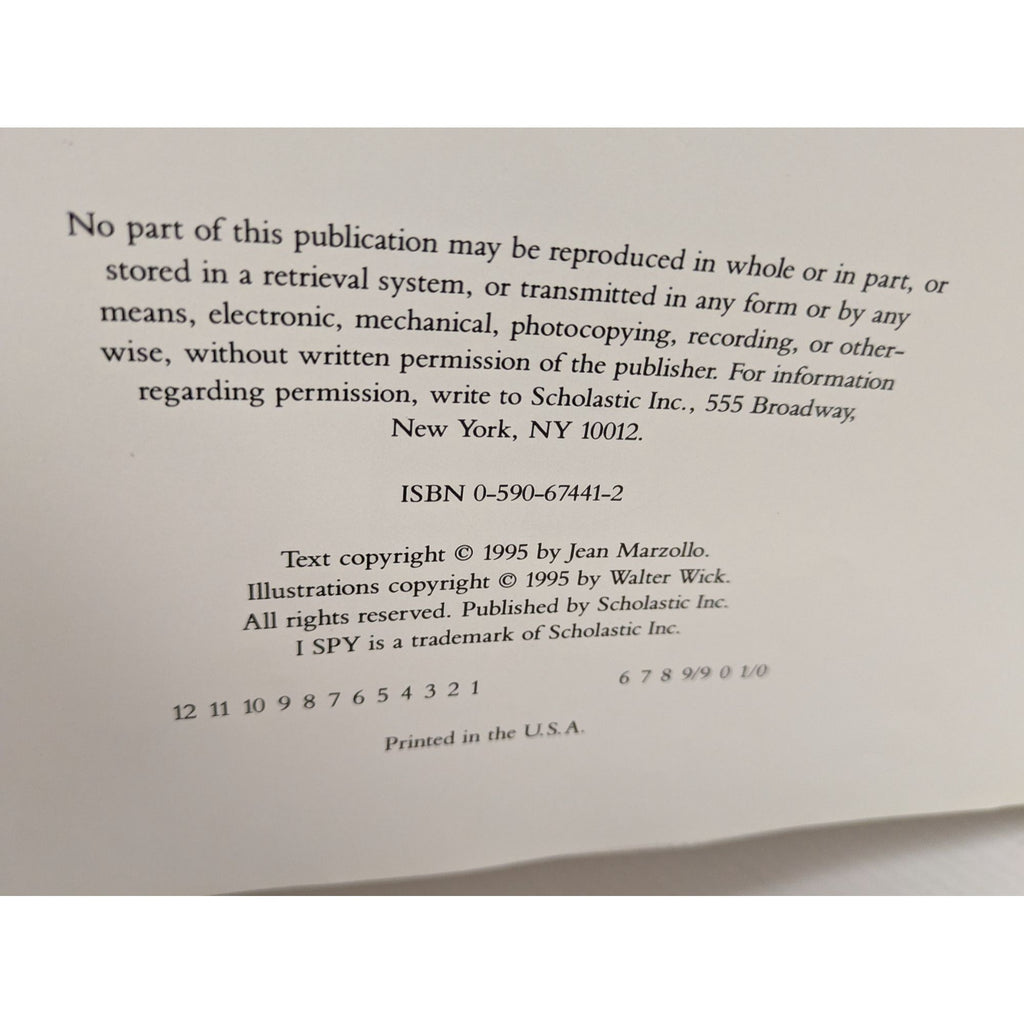 No part of this publication may be reproduced in whole or in part, or
stored in a retrieval system, or transmitted in any form or by any
means, electronic, mechanical, photocopying, recording, or other-
wise, without written permission of the publisher. For information
regarding permission, write to Scholastic Inc., 555 Broadway,
New York, NY 10012.
ISBN 0-590-67441-2
Text copyright © 1995 by Jean Marzollo.
Illustrations copyright © 1995 by Walter Wick.
All rights reserved. Published by Scholastic Inc.
I SPY is a trademark of Scholastic Inc.
12 11 10 9 8 7 6 5 4 3 2 1 6 7 8 9/9 0 1/0
Printed in the U.S.A.